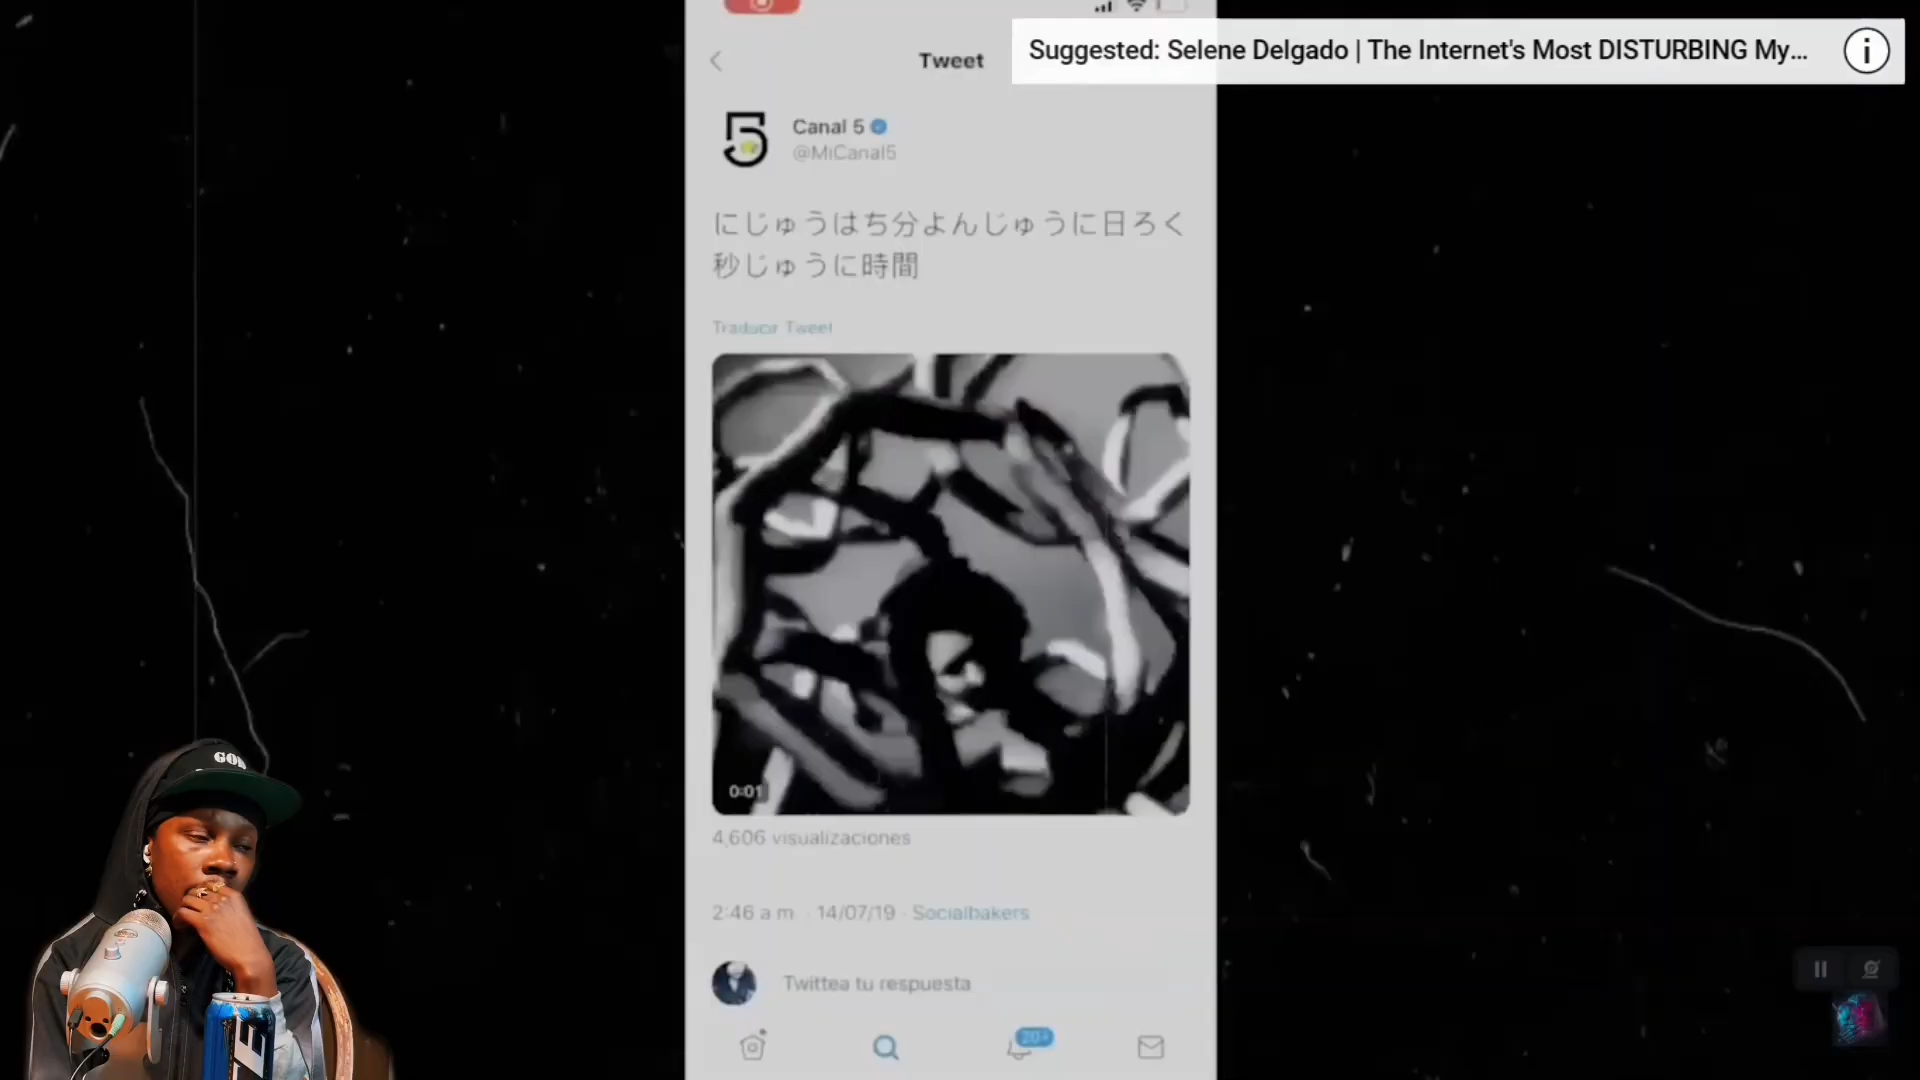 Suggested: Selene Delgado | The Internet's Most DISTURBING My...
Tweet
Canal 5
@MiCanal5
にじゅうはち分よんじゅうに日ろく
秒じゅうに時間
Traducir Tweet
0:01
4,606 visualizaciones
2:46 a m · 14/07/19 · Socialbakers
Twittea tu respuesta
20+
GOD